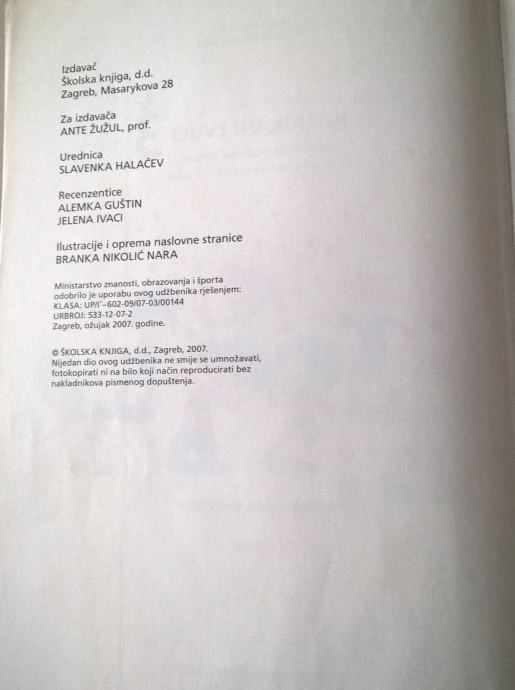 Izdavač
Školska knjiga, d.d.
Zagreb, Masarykova 28
Za izdavača
ANTE ŽUŽUL, prof.
Urednica
SLAVENKA HALAČEV
Recenzentice
ALEMKA GUŠTIN
JELENA IVACI
Ilustracije i oprema naslovne stranice
BRANKA NIKOLIĆ NARA
Ministarstvo znanosti, obrazovanja i športa
odobrilo je uporabu ovog udžbenika rješenjem:
KLASA: UP/I°–602-09/07-03/00144
URBROJ: 533-12-07-2
Zagreb, ožujak 2007. godine.
© ŠKOLSKA KNJIGA, d.d., Zagreb, 2007.
Nijedan dio ovog udžbenika ne smije se umnožavati,
fotokopirati ni na bilo koji način reproducirati bez
nakladnikova pismenog dopuštenja.